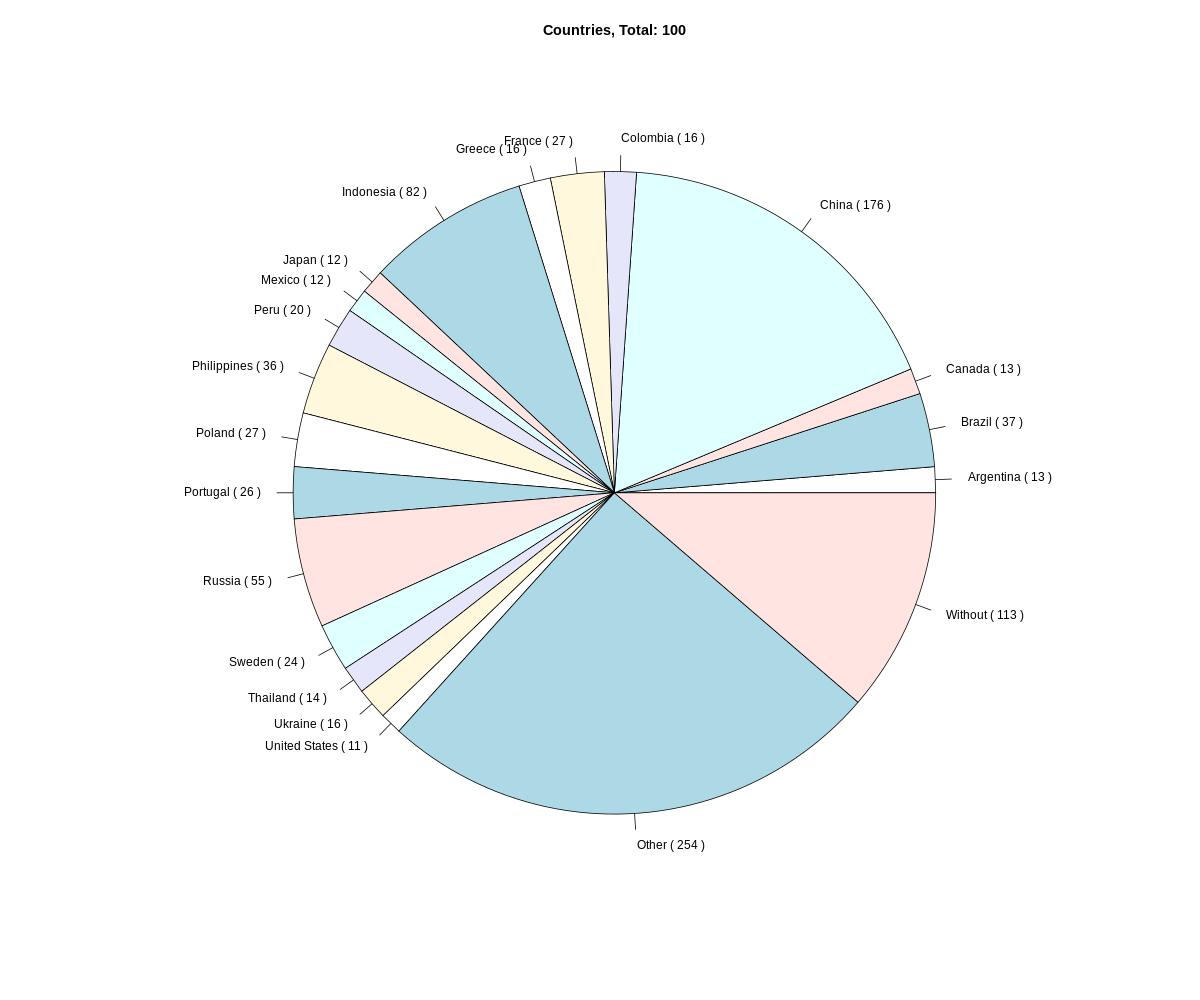 Countries, Total: 100
Colombia ( 16 )
France ( 27 )
Greece ( 16 )
Indonesia ( 82 )
China ( 176 )
Japan ( 12 )
Mexico ( 12 )
Peru ( 20 )
Philippines ( 36 )
Canada ( 13 )
Brazil ( 37 )
Poland ( 27 )
Argentina ( 13 )
Portugal ( 26 )
Russia ( 55 )
Without ( 113 )
Sweden ( 24 )
Thailand ( 14 )
Ukraine ( 16 )
United States ( 11 )
Other ( 254 )